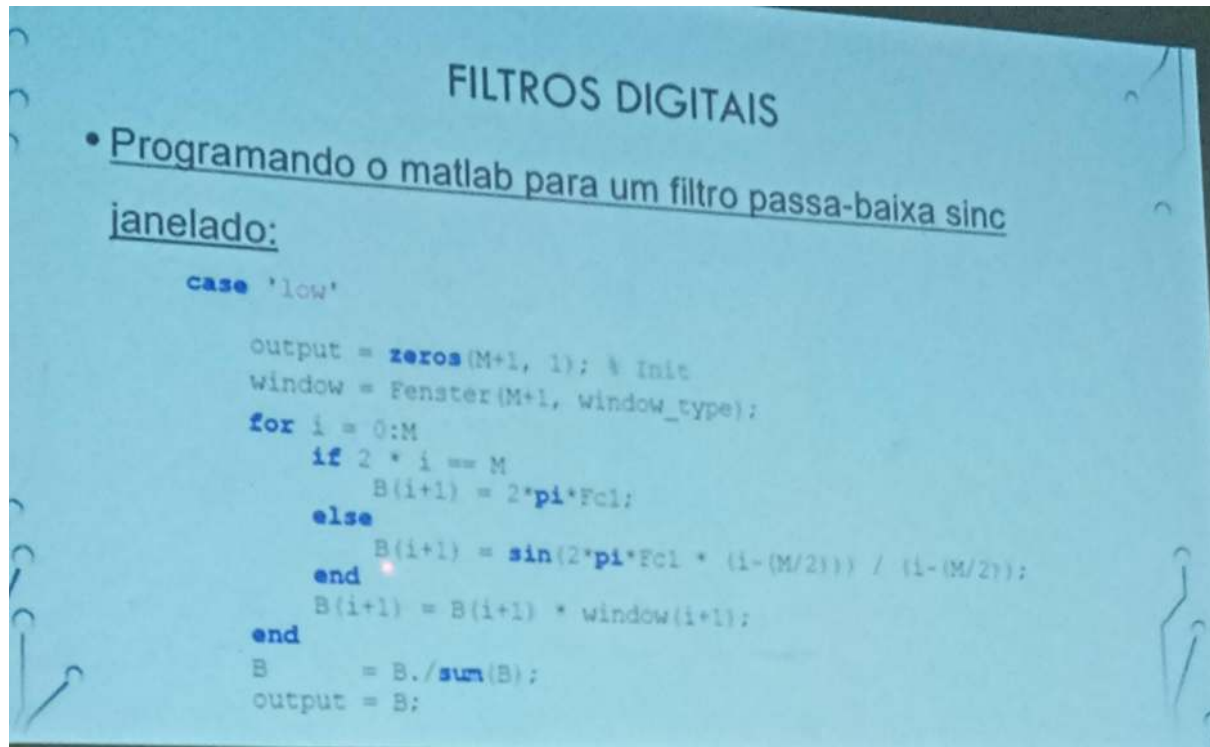 FILTROS DIGITAIS
• Programando o matlab para um filtro passa-baixa sinc
janelado:
case 'low'
output = zeros(M+1, 1); % Init
window = Fenster(M+1, window_type);
for i = 0:M
if 2 * i == M
B(i+1) = 2*pi*Fc1;
else
B(i+1) = sin(2*pi*Fc1 * (i-(M/2))) / (i-(M/2));
end
B(i+1) = B(i+1) * window(i+1);
end
B = B./sum(B);
output = B;